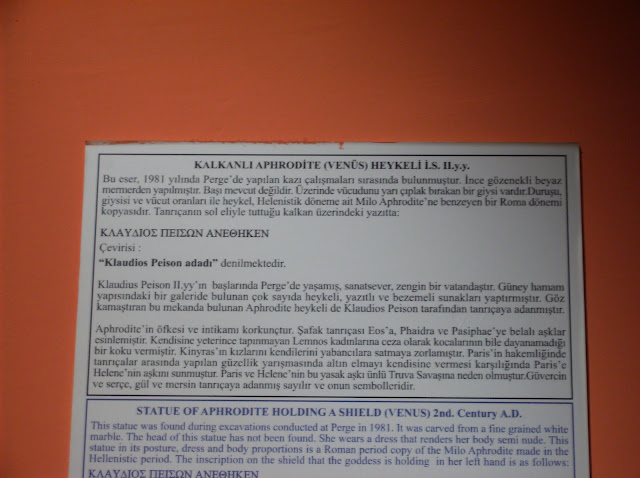 KALKANLI APHRODİTE (VENÜS) HEYKELİ İ.S. II.y.y.
Bu eser, 1981 yılında Perge'de yapılan kazı çalışmaları sırasında bulunmuştur. İnce gözenekli beyaz
mermerden yapılmıştır. Başı mevcut değildir. Üzerinde vücudunu yarı çıplak bırakan bir giysi vardır.Duruşu,
giysisi ve vücut oranları ile heykel, Helenistik döneme ait Milo Aphrodite'ne benzeyen bir Roma dönemi
kopyasıdır. Tanrıçanın sol eliyle tuttuğu kalkan üzerindeki yazıtta:
ΚΛΑΥΔΙΟΣ ΠΕΙΣΩΝ ΑΝΕΘΗΚΕΝ
Çevirisi :
"Klaudios Peison adadı" denilmektedir.
Klaudius Peison II.yy'ın başlarında Perge'de yaşamış, sanatsever, zengin bir vatandaştır. Güney hamam
yapısındaki bir galeride bulunan çok sayıda heykeli, yazıtlı ve bezemeli sunakları yaptırmıştır. Göz
kamaştıran bu mekanda bulunan Aphrodite heykeli de Klaudios Peison tarafından tanrıçaya adanmıştır.
Aphrodite'in öfkesi ve intikamı korkunçtur. Şafak tanrıçası Eos'a, Phaidra ve Pasiphae'ye belalı aşklar
esinlemiştir. Kendisine yeterince tapınmayan Lemnos kadınlarına ceza olarak kocalarının bile dayanamadığı
bir koku vermiştir. Kinyras'ın kızlarını kendilerini yabancılara satmaya zorlamıştır. Paris'in hakemliğinde
tanrıçalar arasında yapılan güzellik yarışmasında altın elmayı kendisine vermesi karşılığında Paris'e
Helene'nin aşkını sunmuştur. Paris ve Helene'nin bu yasak aşkı ünlü Truva Savaşına neden olmuştur.Güvercin
ve serçe, gül ve mersin tanrıçaya adanmış sayılır ve onun sembolleridir.
STATUE OF APHRODITE HOLDING A SHIELD (VENUS) 2nd. Century A.D.
This statue was found during excavations conducted at Perge in 1981. It was carved from a fine grained white
marble. The head of this statue has not been found. She wears a dress that renders her body semi nude. This
statue in its posture, dress and body proportions is a Roman period copy of the Milo Aphrodite made in the
Hellenistic period. The inscription on the shield that the goddess is holding in her left hand is as follows:
ΚΛΑΥΔΙΟΣ ΠΕΙΣΩΝ ΑΝΕΘΗΚΕΝ